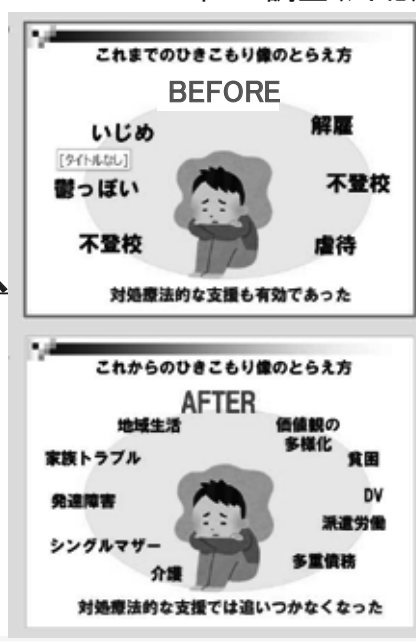 これまでのひきこもり像のとらえ方
BEFORE
いじめ
解雇
[タイトルなし]
鬱っぽい
不登校
不登校
虐待
対処療法的な支援も有効であった
これからのひきこもり像のとらえ方
AFTER
地域生活
価値観の
多様化
家族トラブル
貧困
発達障害
DV
派遣労働
シングルマザー
多重債務
介護
対処療法的な支援では追いつかなくなった